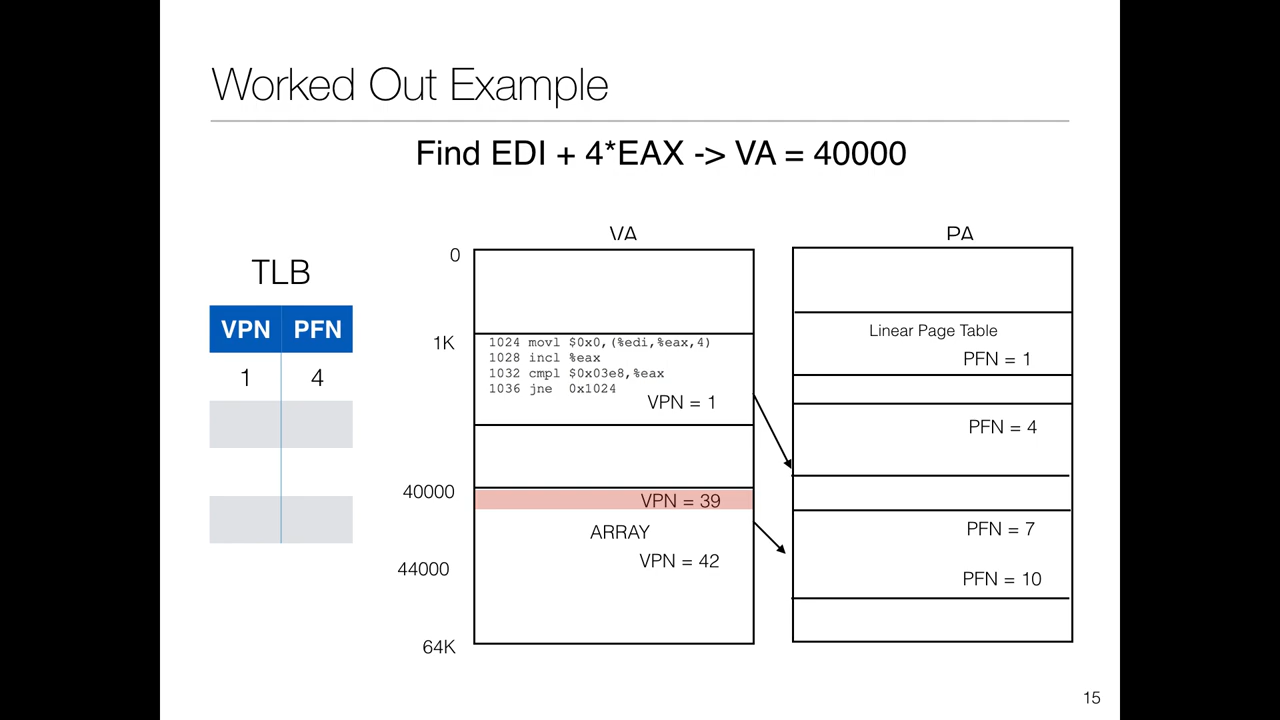 Worked Out Example
Find EDI + 4*EAX -> VA = 40000
TLB
VPN PFN
1 4
VA
0
1K
1024 movl $0x0,(%edi,%eax,4)
1028 incl %eax
1032 cmpl $0x03e8,%eax
1036 jne 0x1024
VPN = 1
40000
VPN = 39
ARRAY
VPN = 42
44000
64K
PA
Linear Page Table
PFN = 1
PFN = 4
PFN = 7
PFN = 10
15